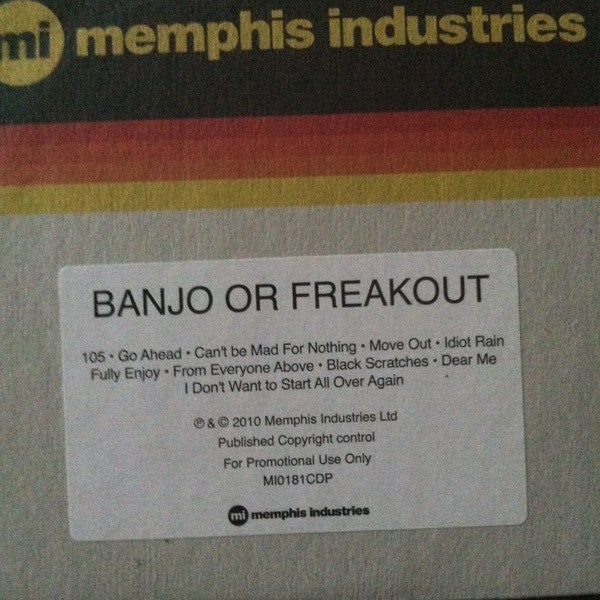 mi memphis industries
BANJO OR FREAKOUT
105 • Go Ahead • Can't be Mad For Nothing • Move Out • Idiot Rain
Fully Enjoy • From Everyone Above • Black Scratches • Dear Me
I Don't Want to Start All Over Again
℗ & © 2010 Memphis Industries Ltd
Published Copyright control
For Promotional Use Only
MI0181CDP
mi memphis industries